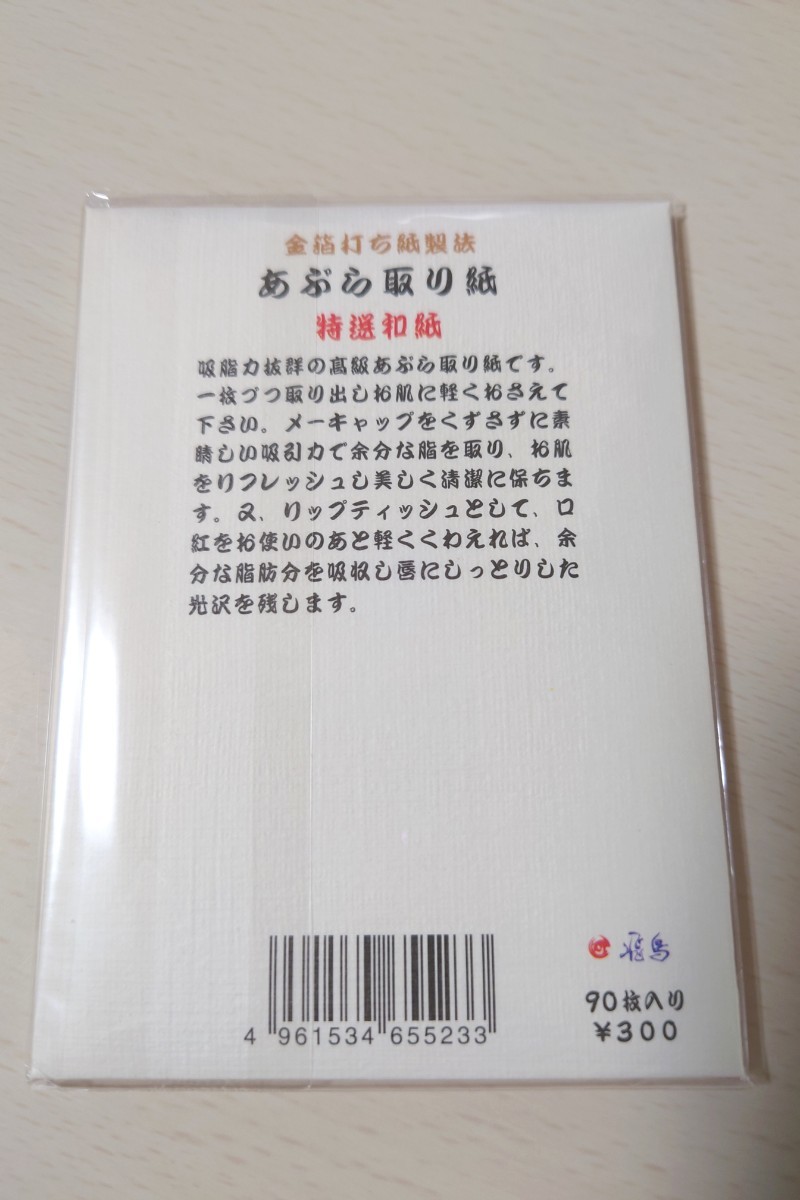 金箔打ち紙製法
あぶら取り紙
特選和紙
吸脂力抜群の高級あぶら取り紙です。
一枚づつ取り出しお肌に軽くおさえて
下さい。メーキャップをくずさずに素
晴しい吸引力で余分な脂を取り、お肌
をリフレッシュし美しく清潔に保ちま
す。又、リップティッシュとして、口
紅をお使いのあと軽くくわえれば、余
分な脂肪分を吸収し唇にしっとりした
光沢を残します。
飛鳥
90枚入り
¥300
4 961534 655233